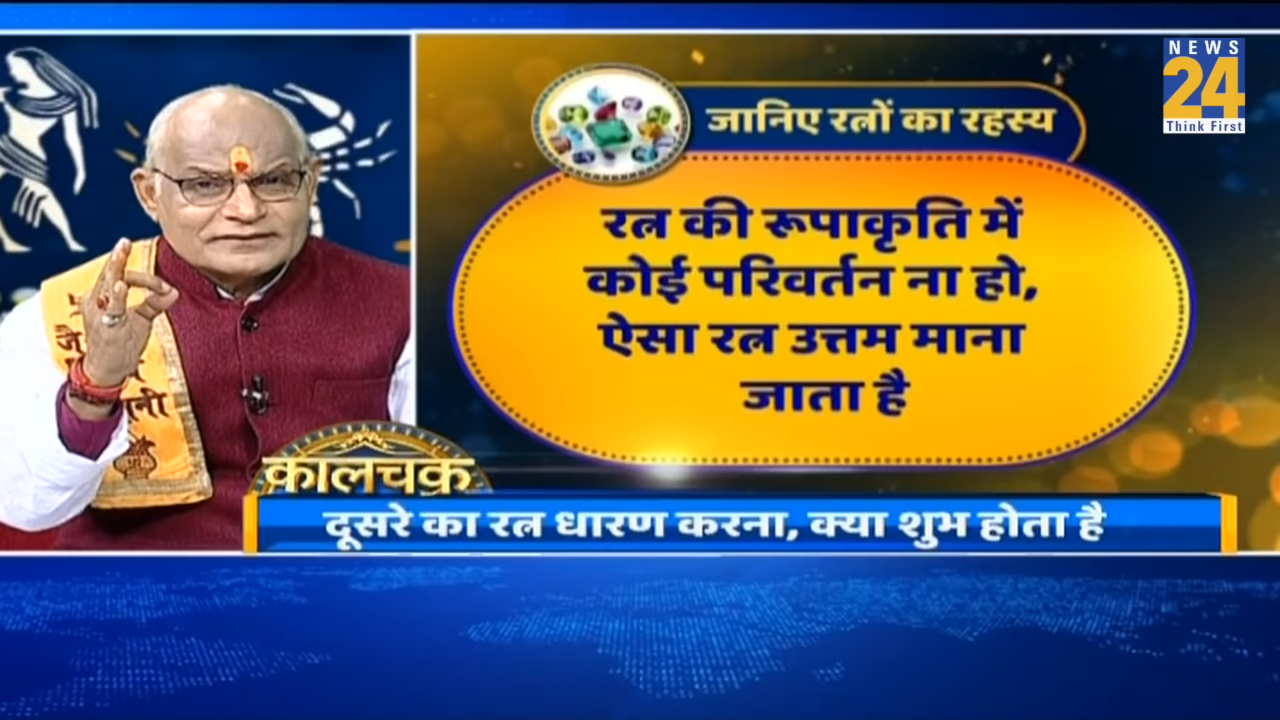 NEWS
24
Think First
जानिए रत्नों का रहस्य
रत्न की रूपाकृति में
कोई परिवर्तन ना हो,
ऐसा रत्न उत्तम माना
जाता है
कालचक्र
दूसरे का रत्न धारण करना, क्या शुभ होता है